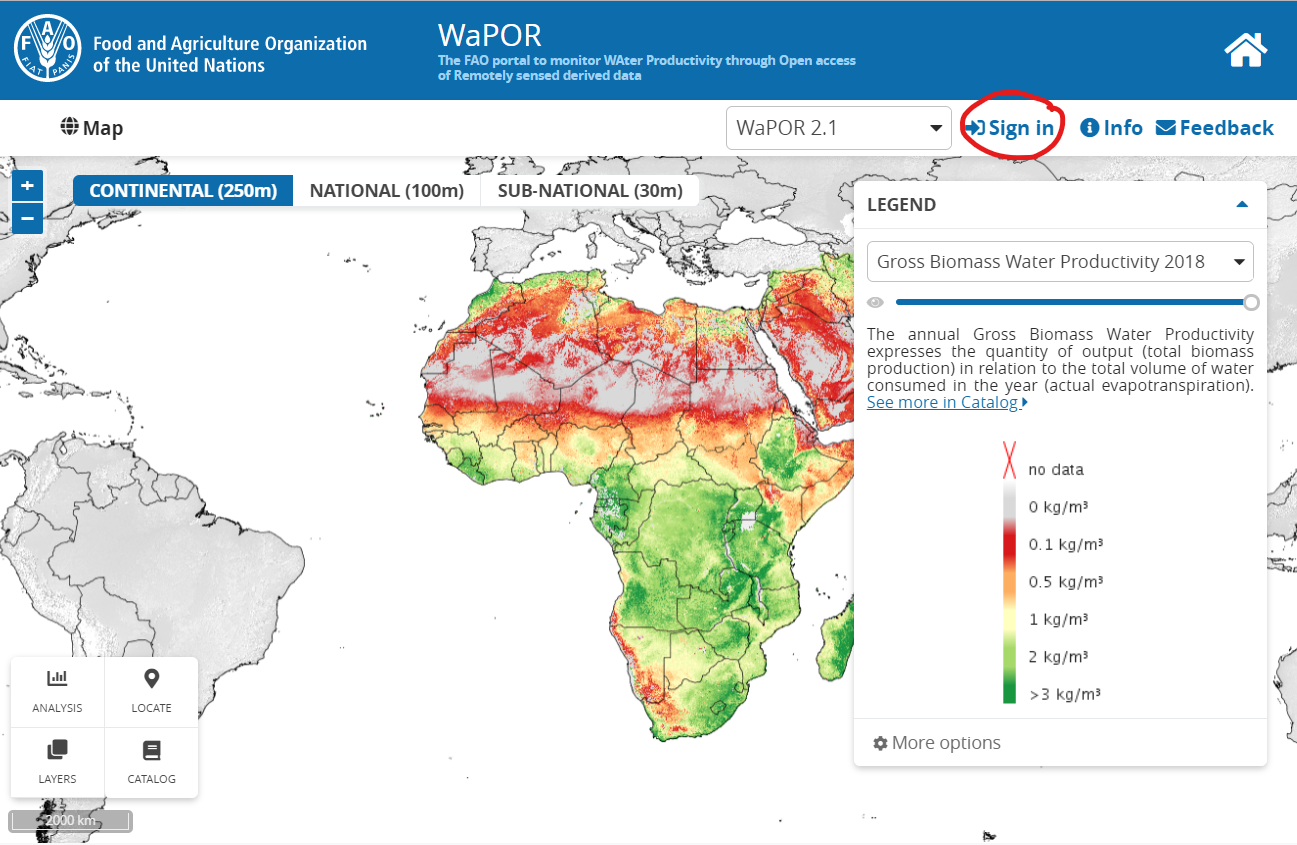 FAO
FIAT PANIS
Food and Agriculture Organization
of the United Nations
WaPOR
The FAO portal to monitor WAter Productivity through Open access
of Remotely sensed derived data
Map
WaPOR 2.1
Sign in
Info
Feedback
+
−
CONTINENTAL (250m)
NATIONAL (100m)
SUB-NATIONAL (30m)
LEGEND
Gross Biomass Water Productivity 2018
The annual Gross Biomass Water Productivity
expresses the quantity of output (total biomass
production) in relation to the total volume of water
consumed in the year (actual evapotranspiration).
See more in Catalog
no data
0 kg/m³
0.1 kg/m³
0.5 kg/m³
1 kg/m³
2 kg/m³
>3 kg/m³
More options
ANALYSIS
LOCATE
LAYERS
CATALOG
2000 km